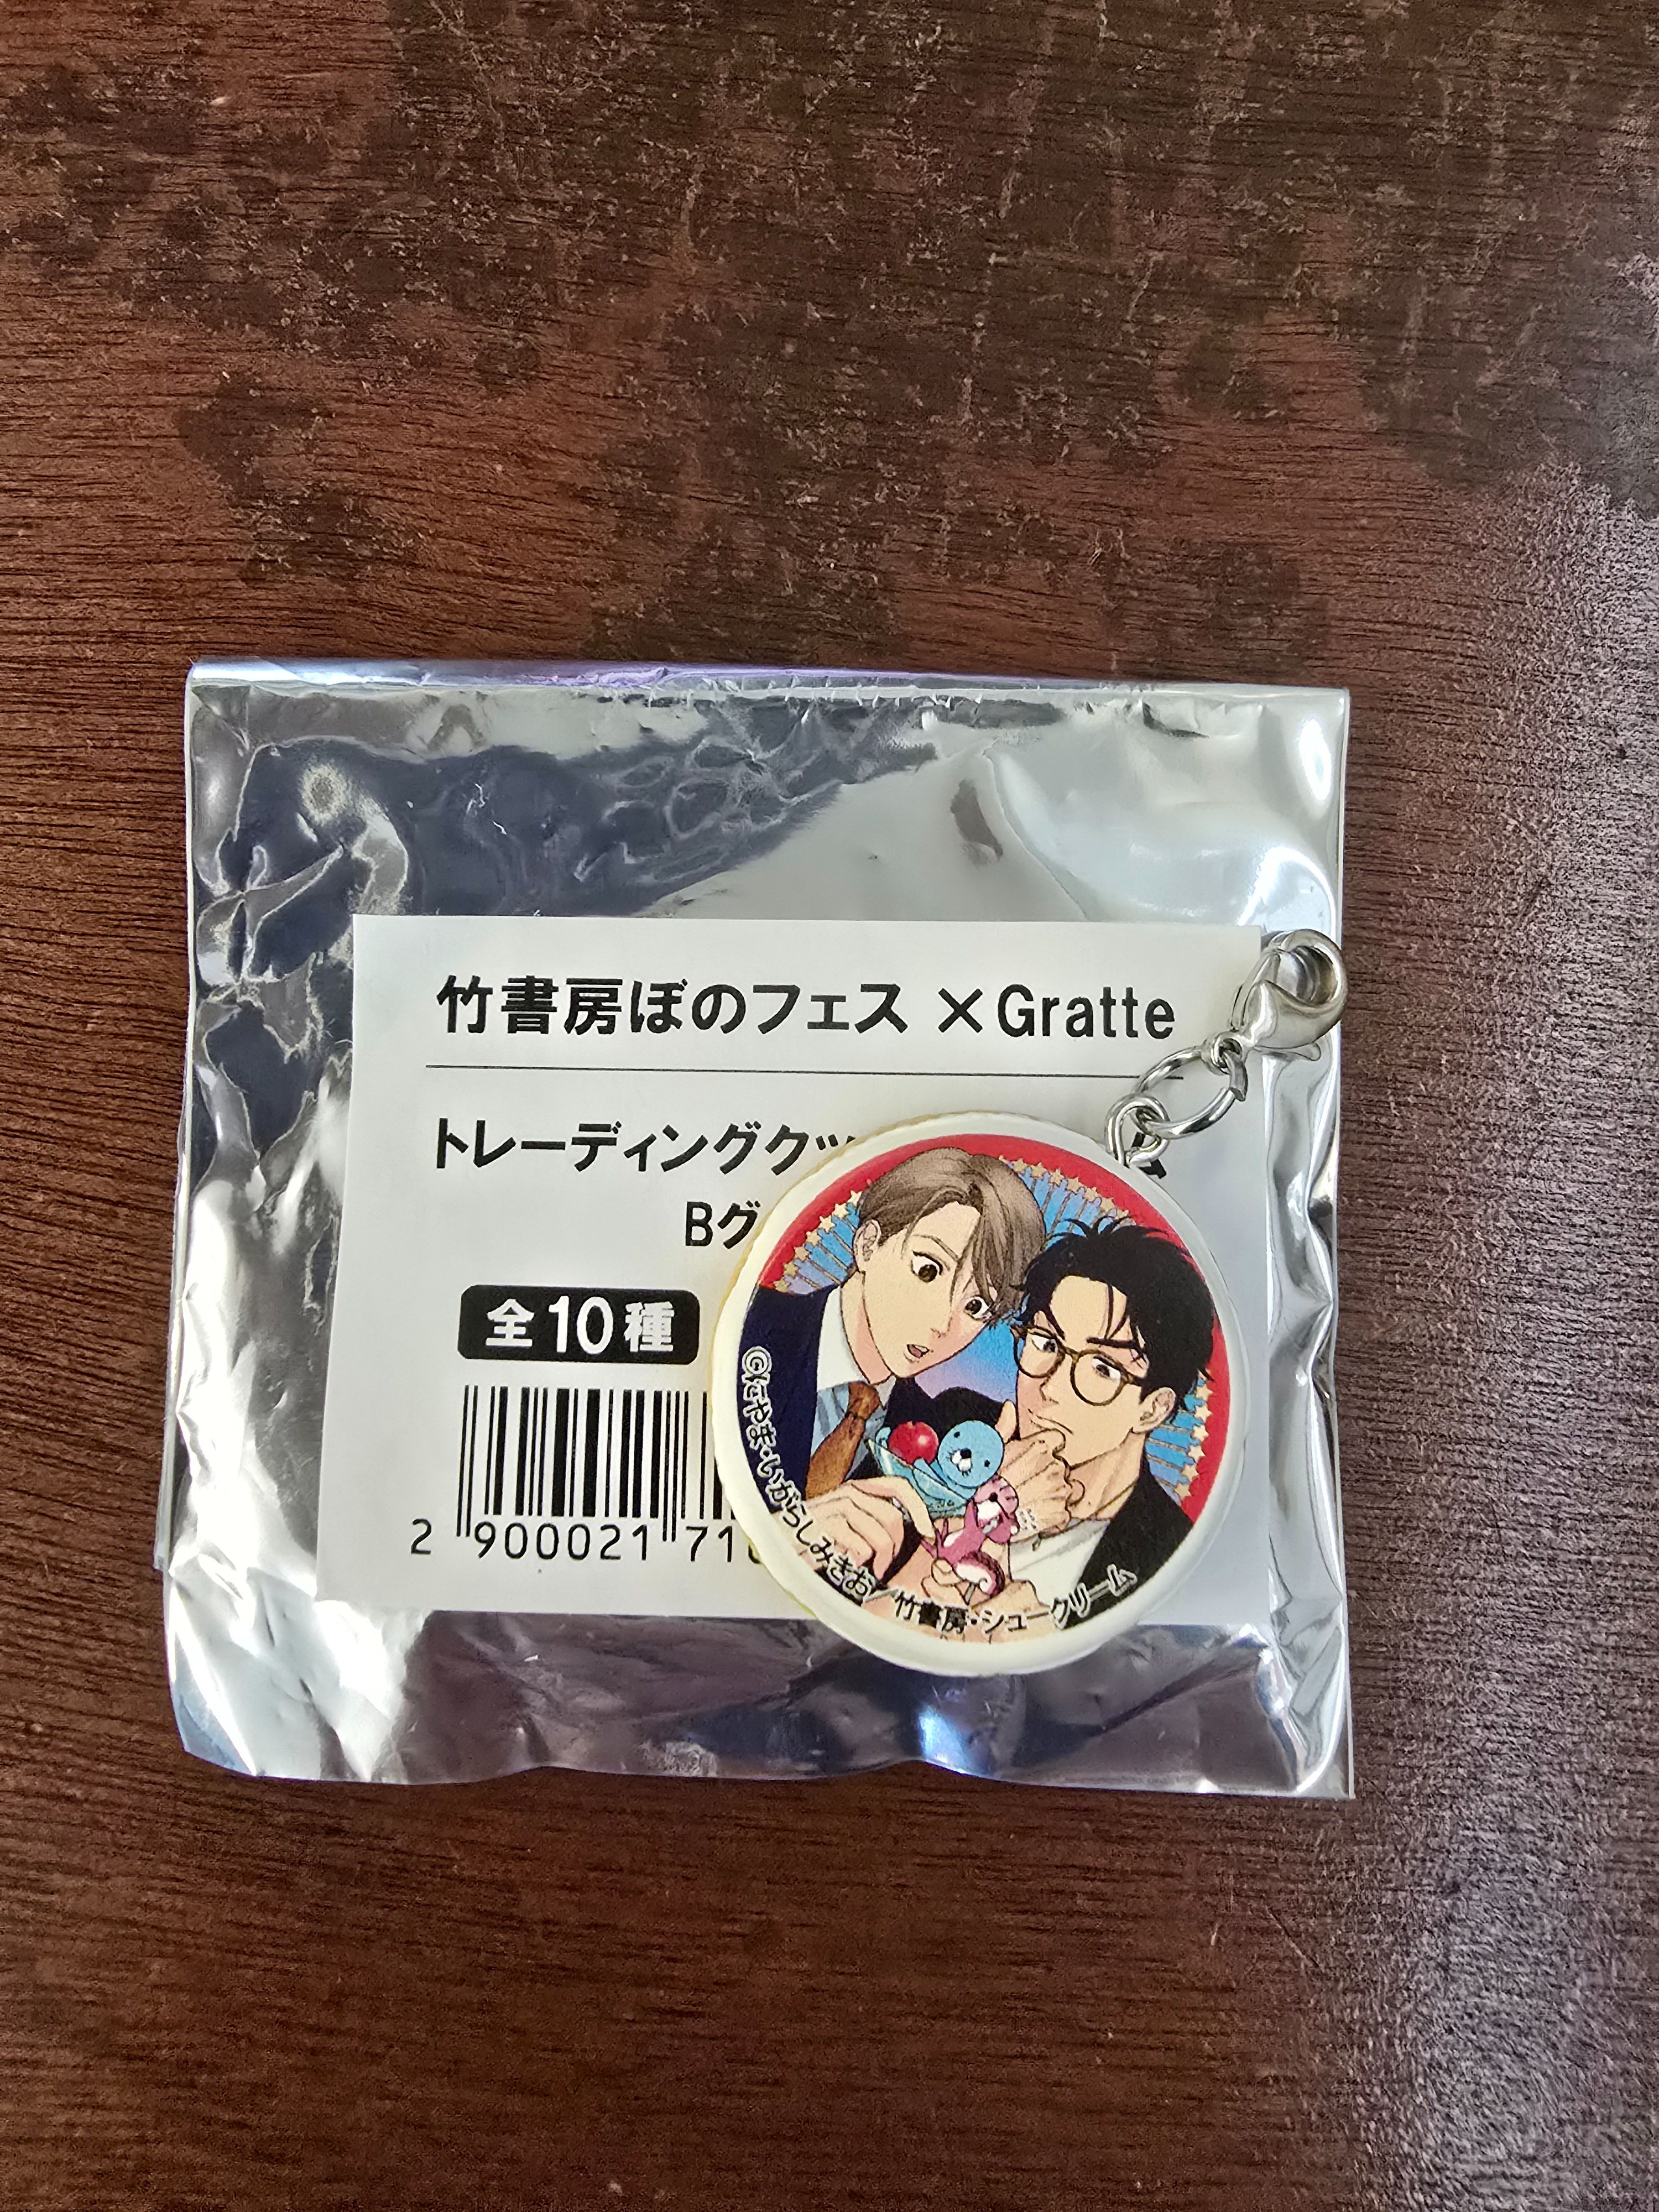 竹書房ぼのフェス ×Gratte
トレーディングクッ
Bグ
全10種
2 900021 71
©にやま・いがらしみきお/竹書房・シュークリーム